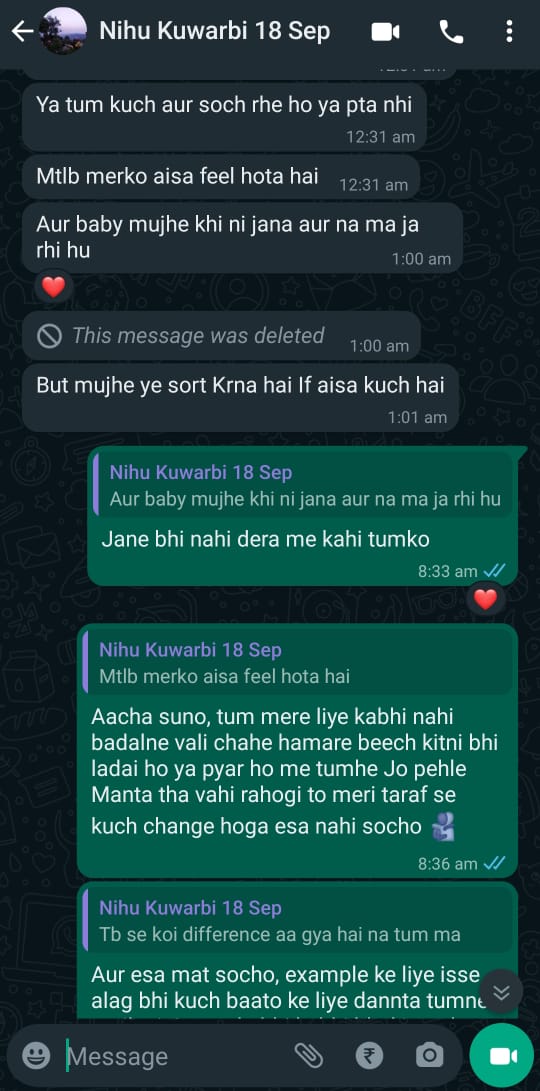 Nihu Kuwarbi 18 Sep
Ya tum kuch aur soch rhe ho ya pta nhi
12:31 am
Mtlb merko aisa feel hota hai
12:31 am
Aur baby mujhe khi ni jana aur na ma ja
rhi hu
1:00 am
This message was deleted
1:00 am
But mujhe ye sort Krna hai If aisa kuch hai
1:01 am
Nihu Kuwarbi 18 Sep
Aur baby mujhe khi ni jana aur na ma ja rhi hu
Jane bhi nahi dera me kahi tumko
8:33 am
Nihu Kuwarbi 18 Sep
Mtlb merko aisa feel hota hai
Aacha suno, tum mere liye kabhi nahi
badalne vali chahe hamare beech kitni bhi
ladai ho ya pyar ho me tumhe Jo pehle
Manta tha vahi rahogi to meri taraf se
kuch change hoga esa nahi socho
8:36 am
Nihu Kuwarbi 18 Sep
Tb se koi difference aa gya hai na tum ma
Aur esa mat socho, example ke liye isse
alag bhi kuch baato ke liye dannta tumne
Message